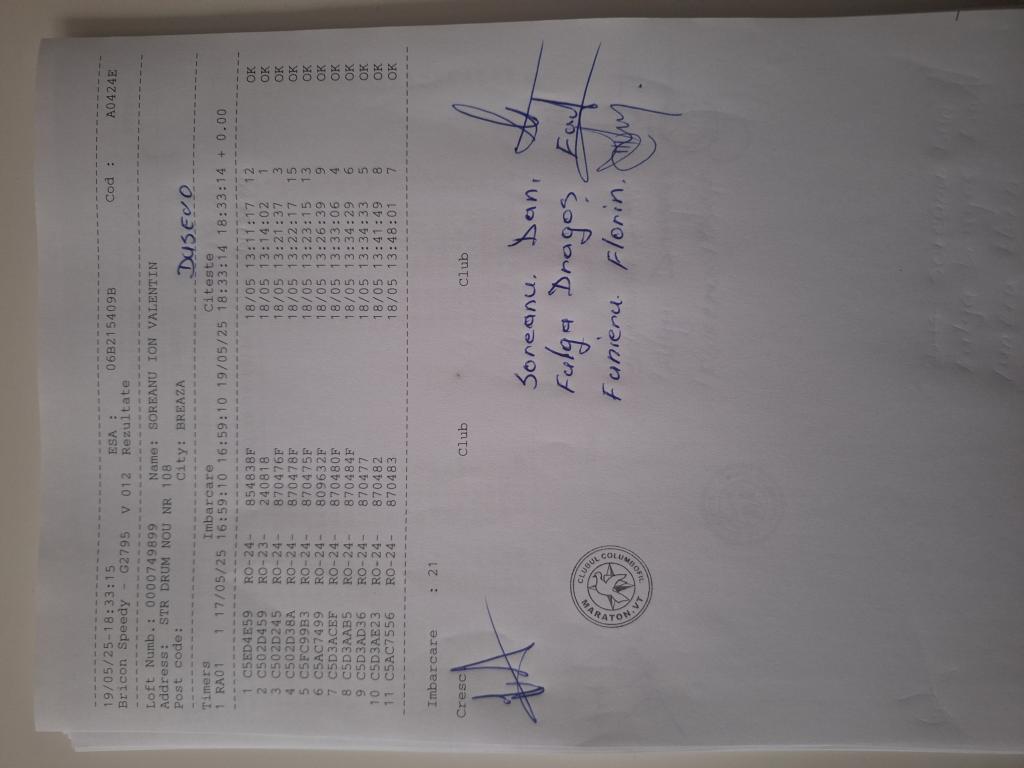 19/05/25-18:33:15 ESA : 06B215409B Cod : A0424E
Bricon Speedy - G2795 V 012 Rezultate
Loft Numb.: 0000749899 Name: SOREANU ION VALENTIN
Address: STR DRUM NOU NR 108
Post code: City: BREAZA DUSEVO
Timers Imbarcare Citeste
1 RA01 1 17/05/25 16:59:10 16:59:10 19/05/25 18:33:14 18:33:14 + 0.00
1 C5ED4E59 RO-24- 854838F 18/05 13:11:17 12 OK
2 C502D459 RO-23 240818 18/05 13:14:02 1 OK
3 C502D245 RO-24- 870476F 18/05 13:21:37 3 OK
4 C502D38A RO-24- 870478F 18/05 13:22:17 15 OK
5 C5FC99B3 RO-24- 870475F 18/05 13:23:15 13 OK
6 C5AC7499 RO-24- 809632F 18/05 13:26:39 9 OK
7 C5D3ACEF RO-24- 870480F 18/05 13:33:06 4 OK
8 C5D3AAB5 RO-24- 870484F 18/05 13:34:29 6 OK
9 C5D3AD36 RO-24- 870477 18/05 13:34:33 5 OK
10 C5D3AE23 RO-24- 870482 18/05 13:41:49 8 OK
11 C5AC7556 RO-24- 870483 18/05 13:48:01 7 OK
Imbarcare : 21
Cresc Club Club
Soreanu Dan,
Fulga Dragos,
Fumieru Florin.
CLUBUL COLUMBOFIL
MARATON.VT